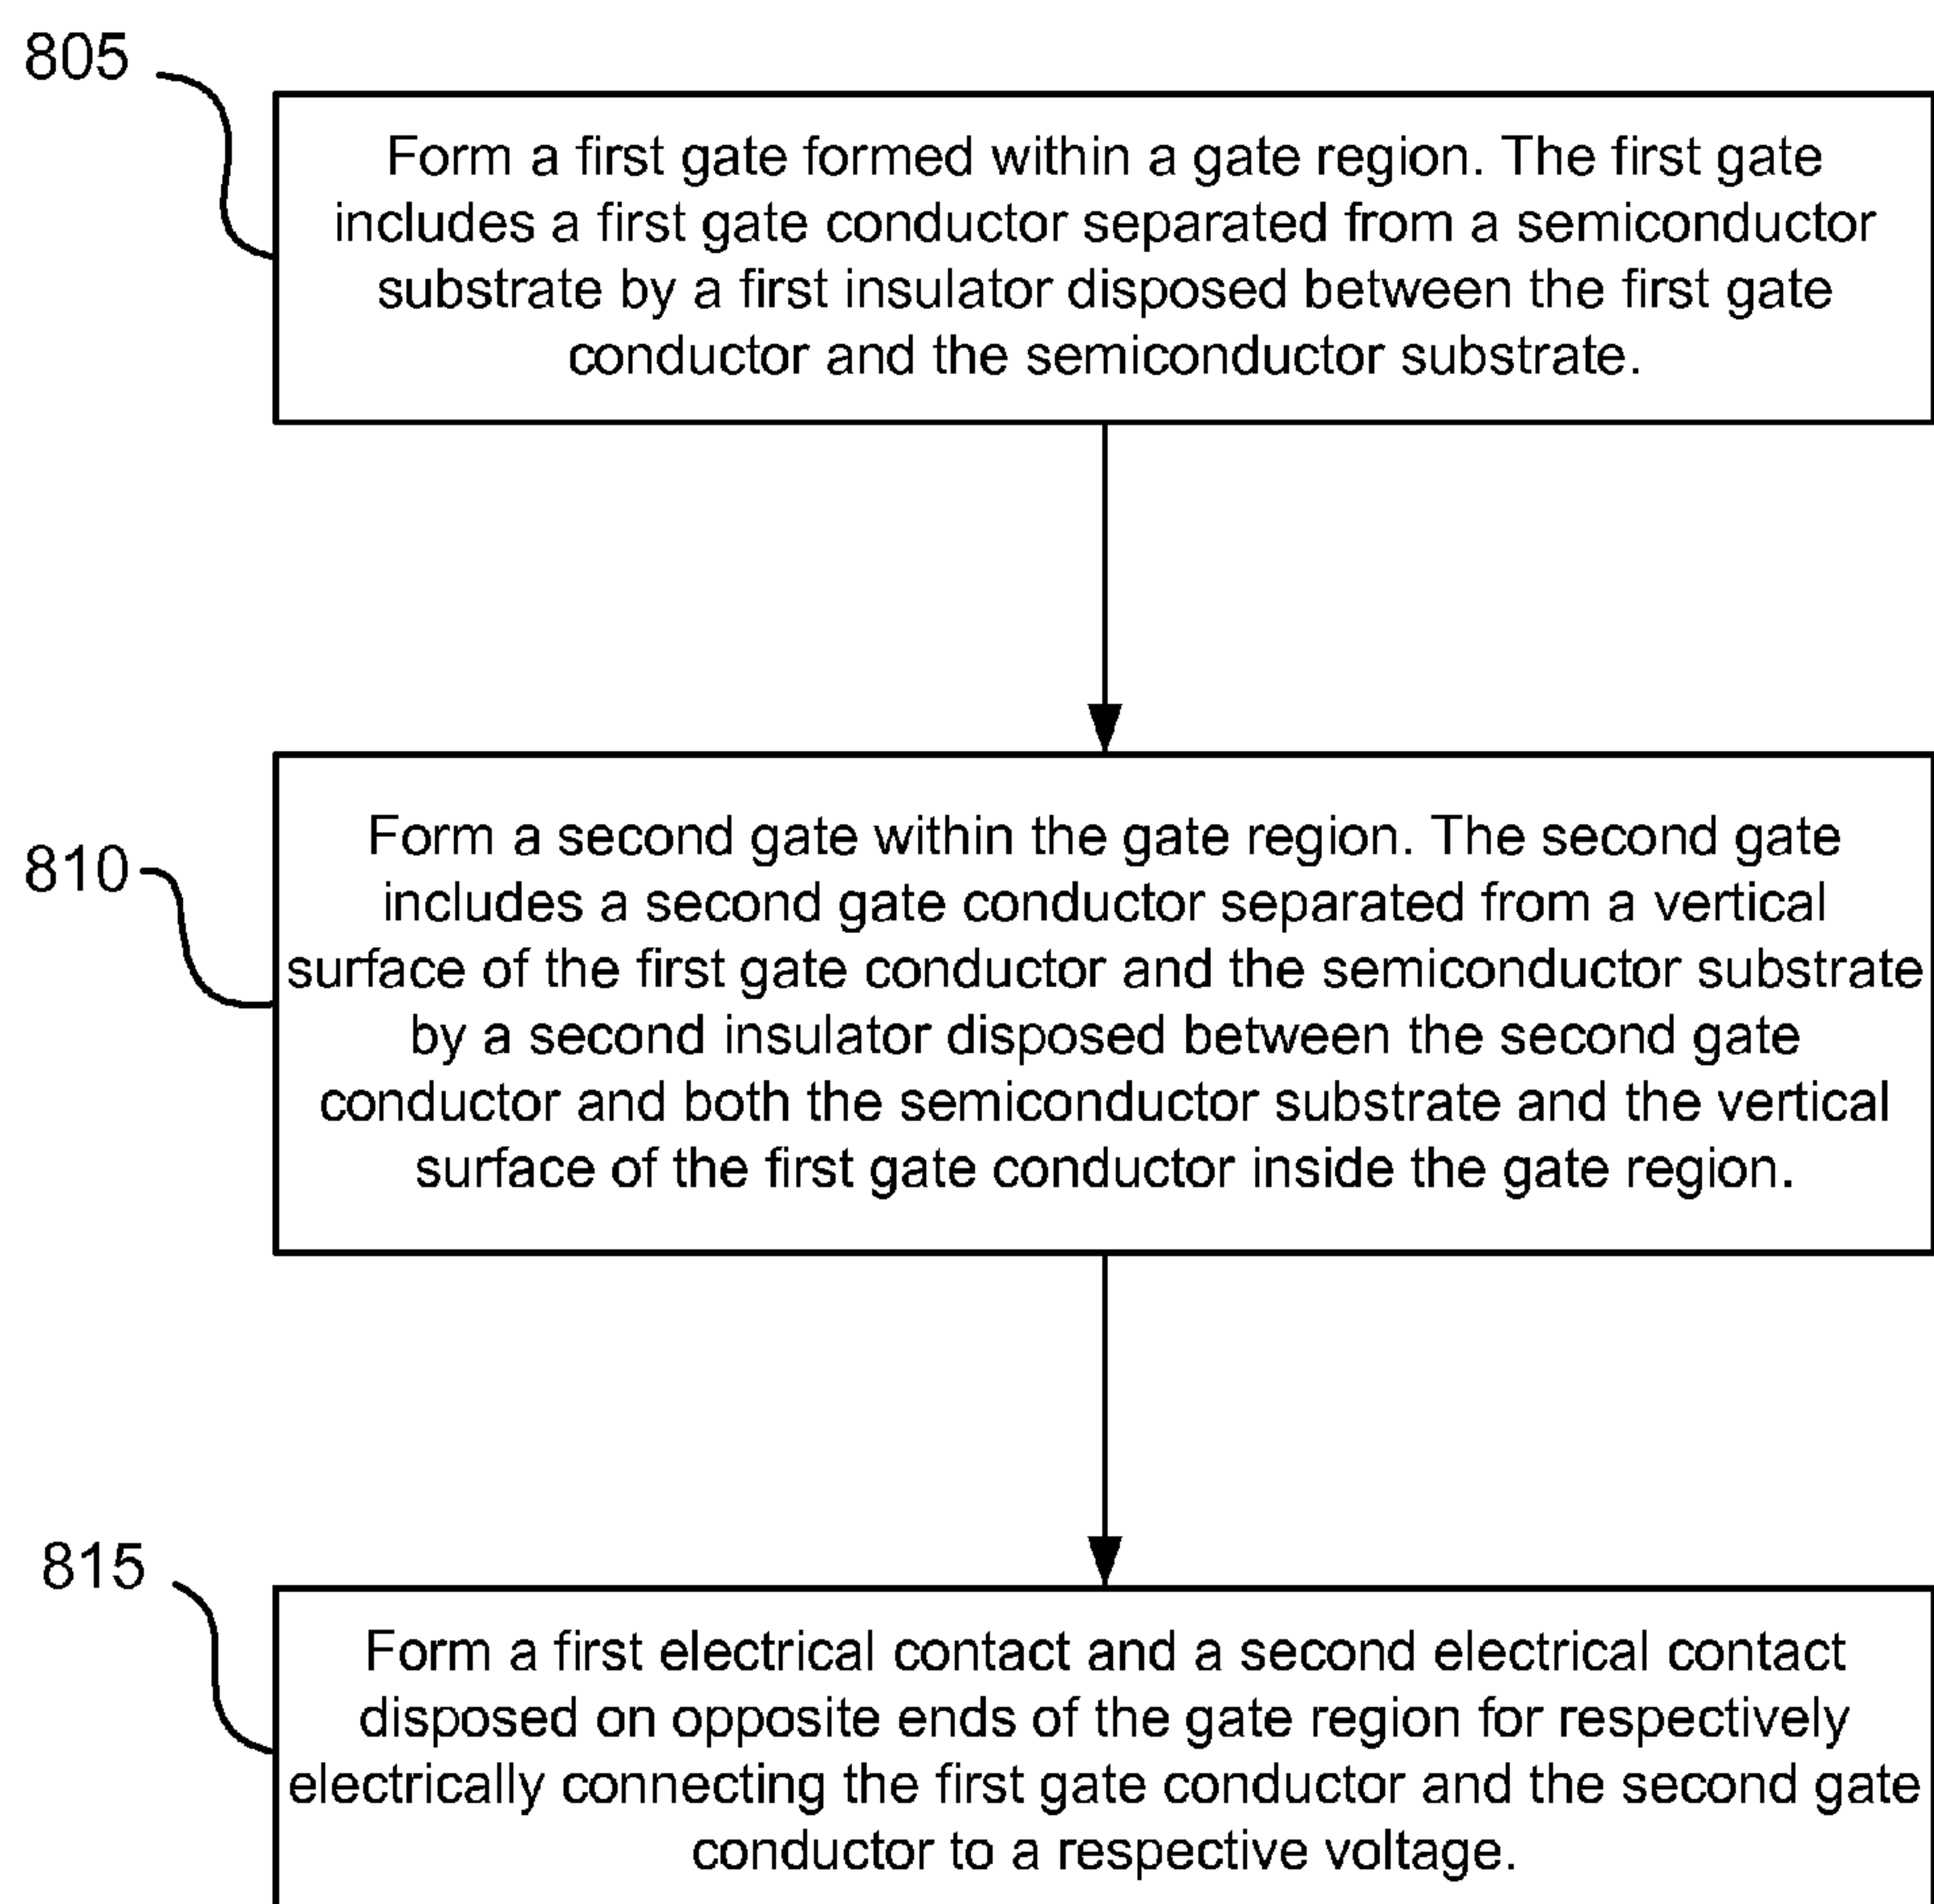 805
Form a first gate formed within a gate region. The first gate
includes a first gate conductor separated from a semiconductor
substrate by a first insulator disposed between the first gate
conductor and the semiconductor substrate.
810
Form a second gate within the gate region. The second gate
includes a second gate conductor separated from a vertical
surface of the first gate conductor and the semiconductor substrate
by a second insulator disposed between the second gate
conductor and both the semiconductor substrate and the vertical
surface of the first gate conductor inside the gate region.
815
Form a first electrical contact and a second electrical contact
disposed on opposite ends of the gate region for respectively
electrically connecting the first gate conductor and the second gate
conductor to a respective voltage.